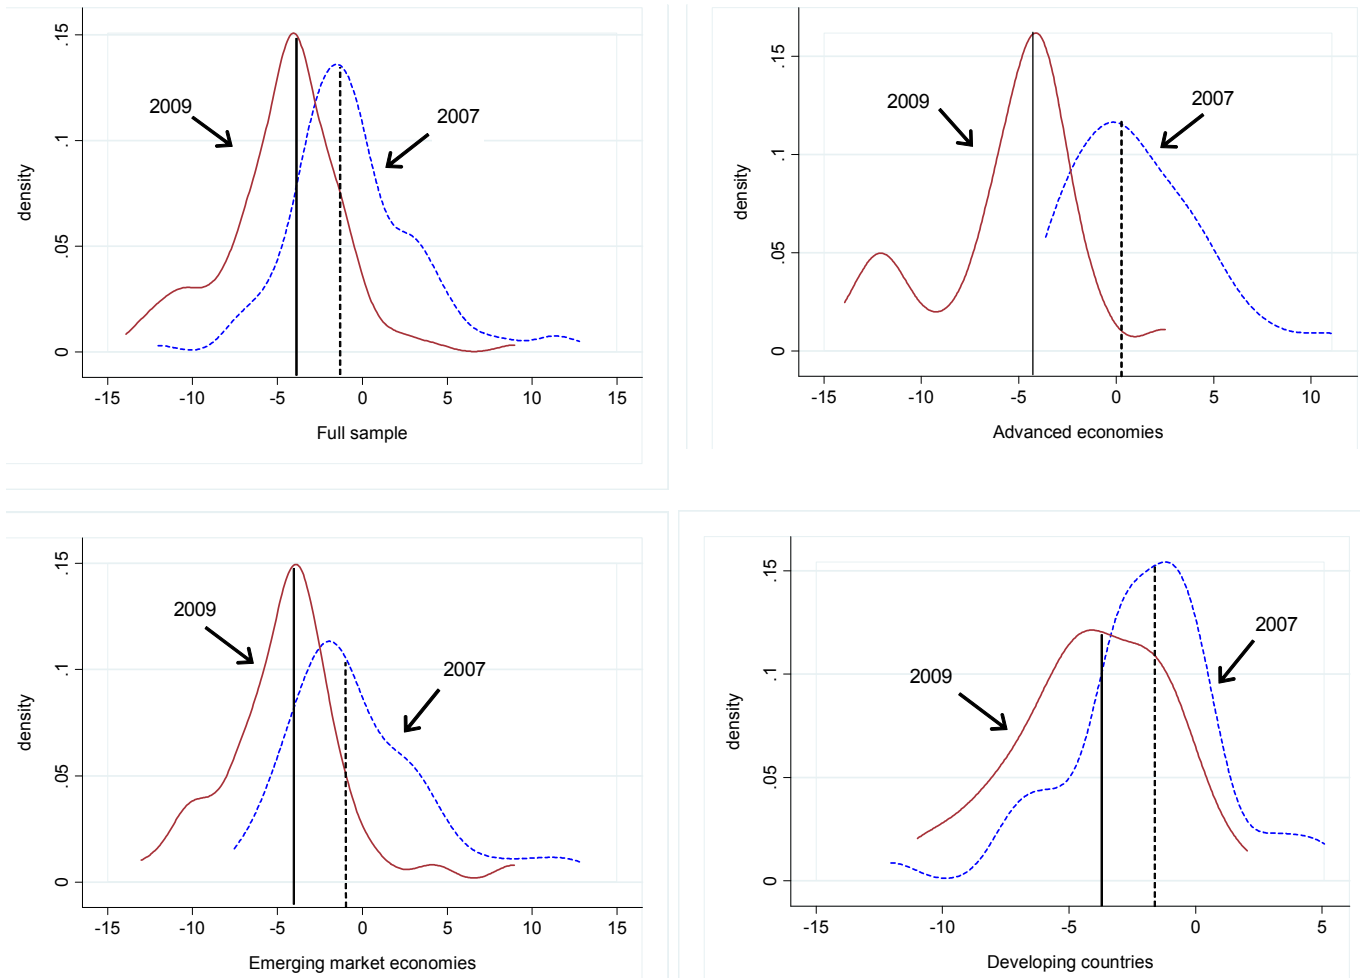 .15
.1
.05
0
density
2009
2007
-15 -10 -5 0 5 10 15
Full sample
.15
.1
.05
0
density
2009
2007
-15 -10 -5 0 5 10
Advanced economies
.15
.1
.05
0
density
2009
2007
-15 -10 -5 0 5 10 15
Emerging market economies
.15
.1
.05
0
density
2009
2007
-15 -10 -5 0 5
Developing countries